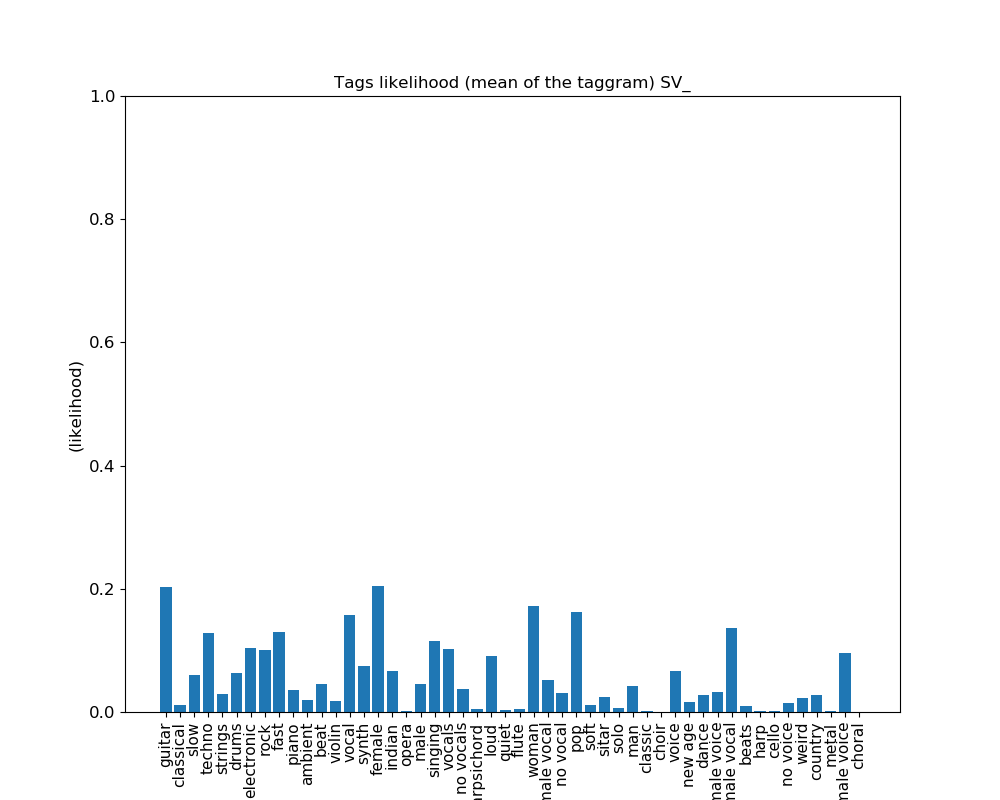 Tags likelihood (mean of the taggram) SV_
1.0
0.8
0.6
0.4
0.2
0.0
(likelihood)
guitar
classical
slow
techno
strings
drums
electronic
rock
fast
piano
ambient
beat
violin
vocal
synth
female
indian
opera
male
singing
vocals
no vocals
arpsichord
loud
quiet
flute
woman
male vocal
no vocal
pop
soft
sitar
solo
man
classic
choir
voice
new age
dance
male voice
male vocal
beats
harp
cello
no voice
weird
country
metal
male voice
choral